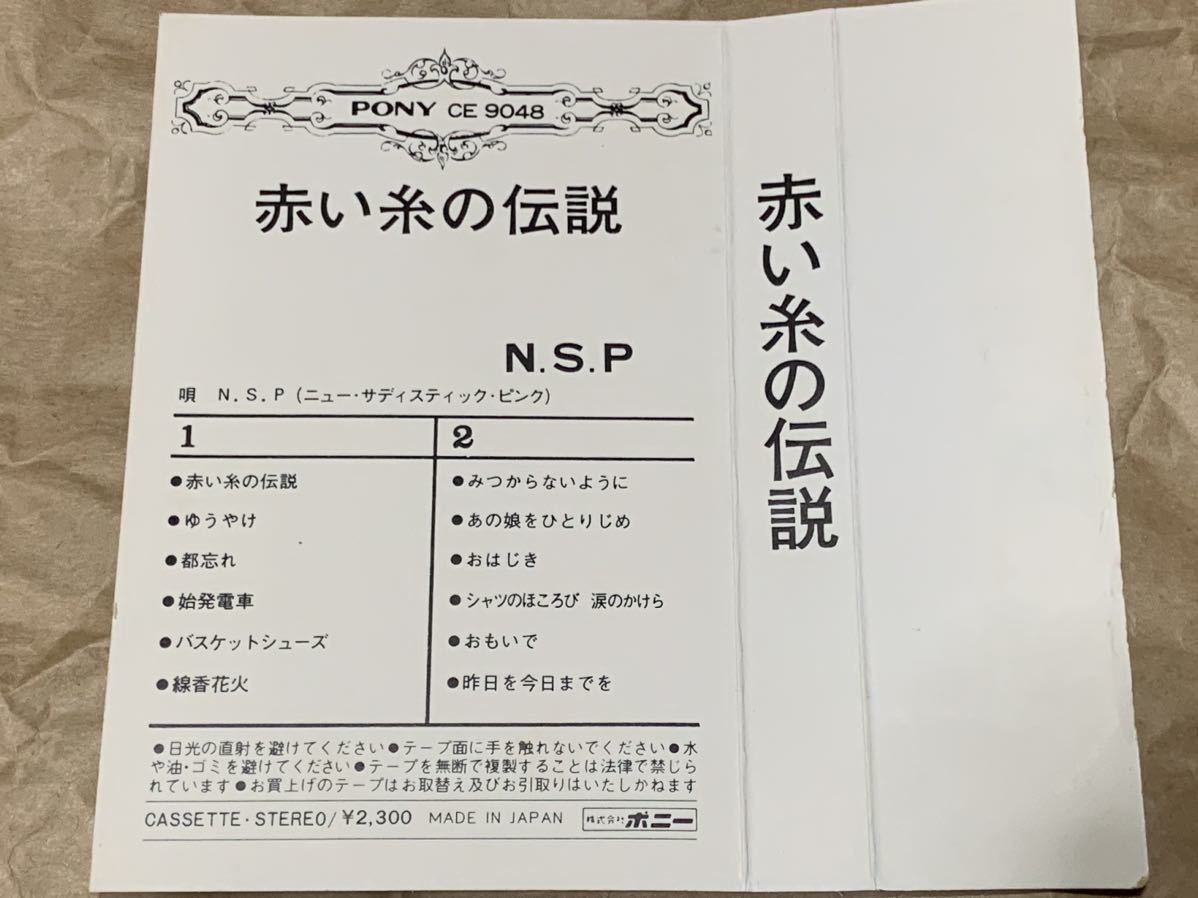 PONY CE 9048
赤い糸の伝説
N.S.P
唄 N.S.P (ニュー・サディスティック・ピンク)
1
●赤い糸の伝説
●ゆうやけ
●都忘れ
●始発電車
●バスケットシューズ
●線香花火
2
●みつからないように
●あの娘をひとりじめ
●おはじき
●シャツのほころび 涙のかけら
●おもいで
●昨日を今日までを
●日光の直射を避けてください●テープ面に手を触れないでください●水
や油・ゴミを避けてください●テープを無断で複製することは法律で禁じら
れています●お買上げのテープはお取替え及びお引取りはいたしかねます
CASSETTE・STEREO/¥2,300 MADE IN JAPAN 株式会社ポニー
赤い糸の伝説